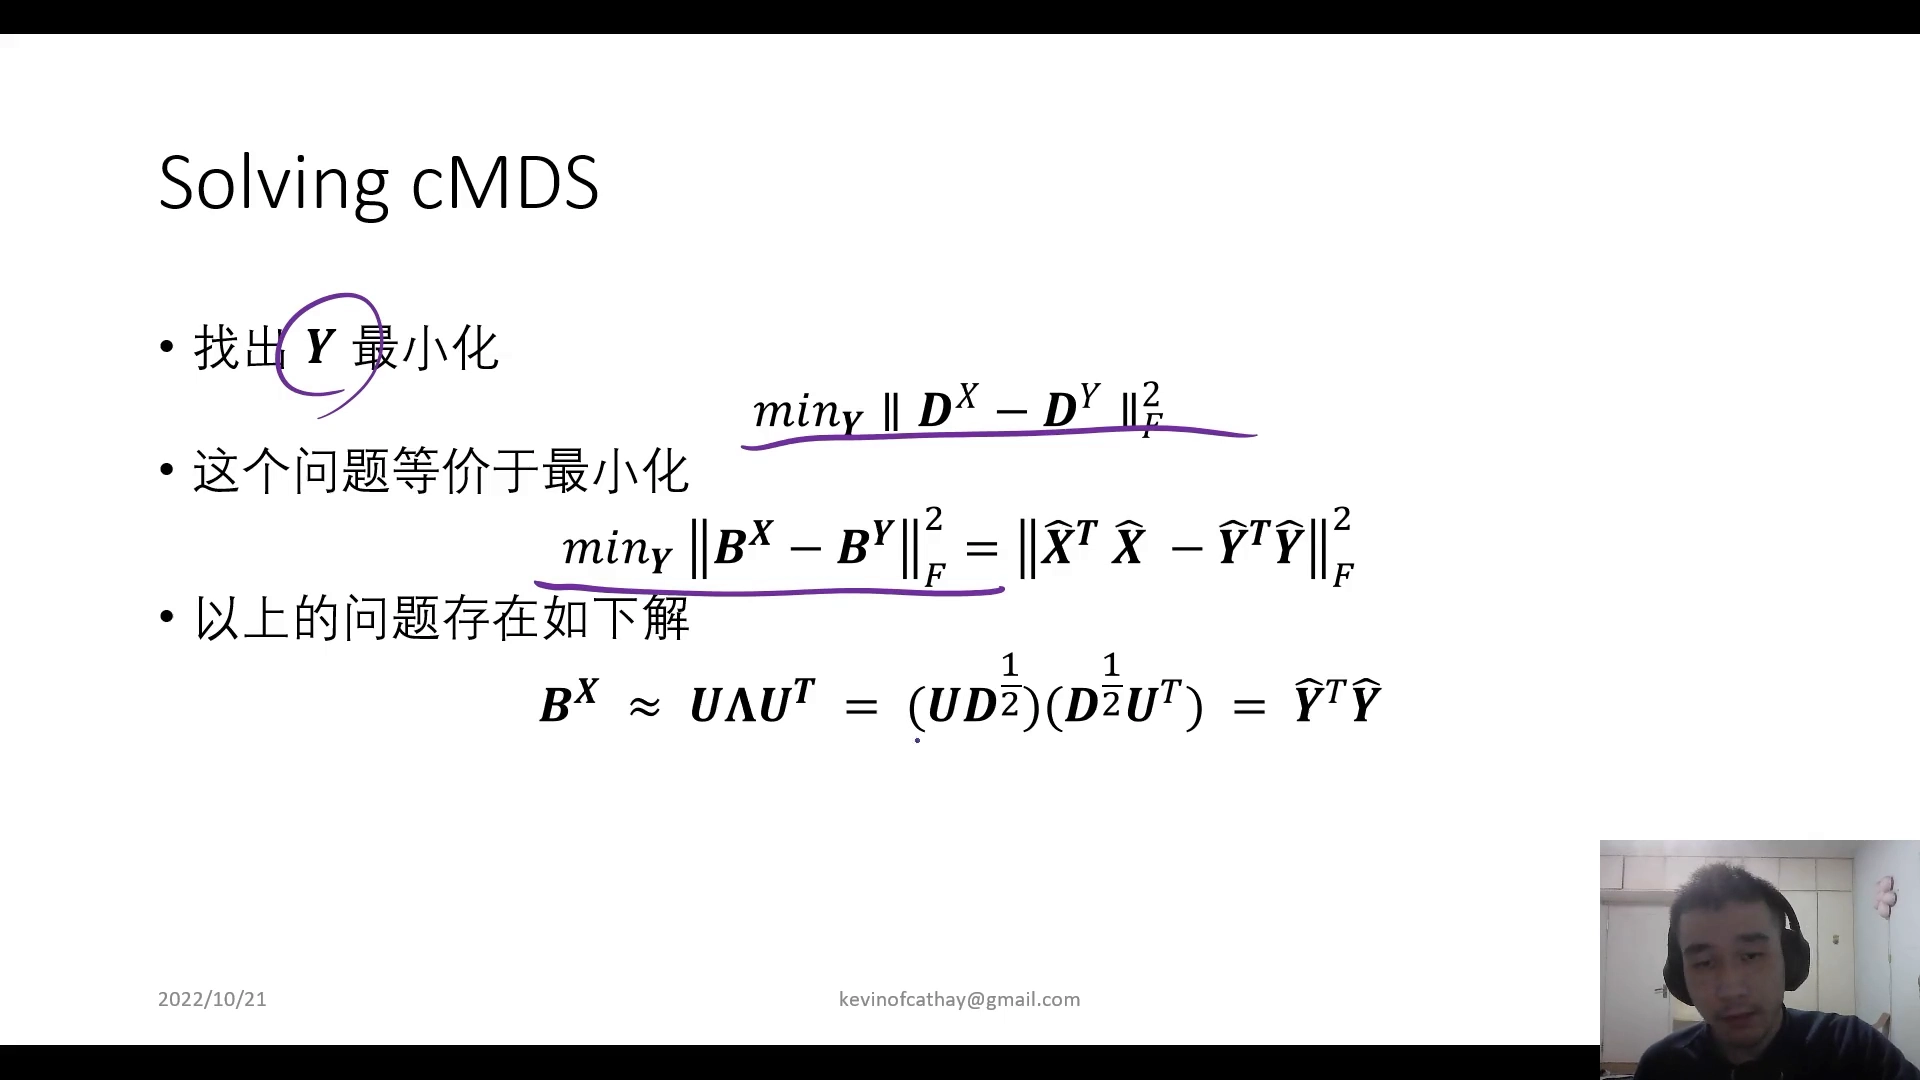 Solving cMDS
• 找出 Y 最小化
min_Y ‖ D^X − D^Y ‖_F^2
• 这个问题等价于最小化
min_Y ‖B^X − B^Y‖_F^2 = ‖X̂^T X̂ − Ŷ^T Ŷ‖_F^2
• 以上的问题存在如下解
B^X ≈ UΛU^T = (UD^{1/2})(D^{1/2}U^T) = Ŷ^T Ŷ
2022/10/21
kevinofcathay@gmail.com